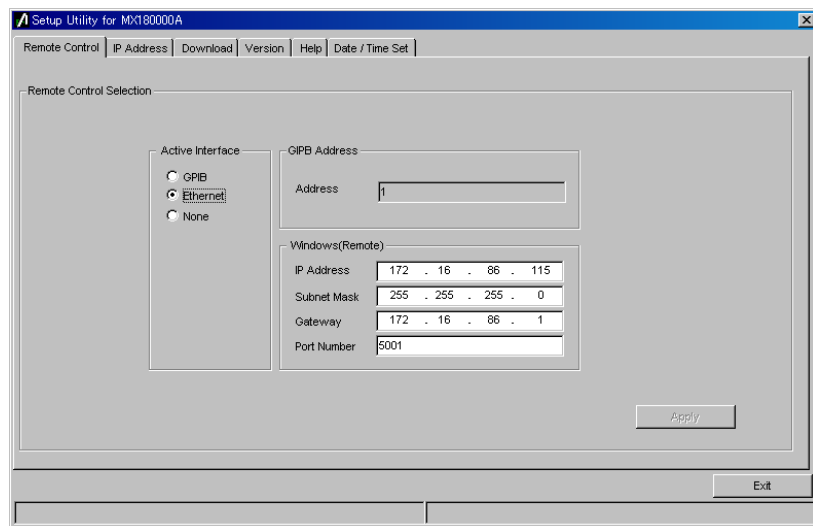 Setup Utility for MX180000A
Remote Control IP Address Download Version Help Date / Time Set
Remote Control Selection
Active Interface
GPIB
Ethernet
None
GIPB Address
Address 1
Windows(Remote)
IP Address 172 . 16 . 86 . 115
Subnet Mask 255 . 255 . 255 . 0
Gateway 172 . 16 . 86 . 1
Port Number 5001
Apply
Exit